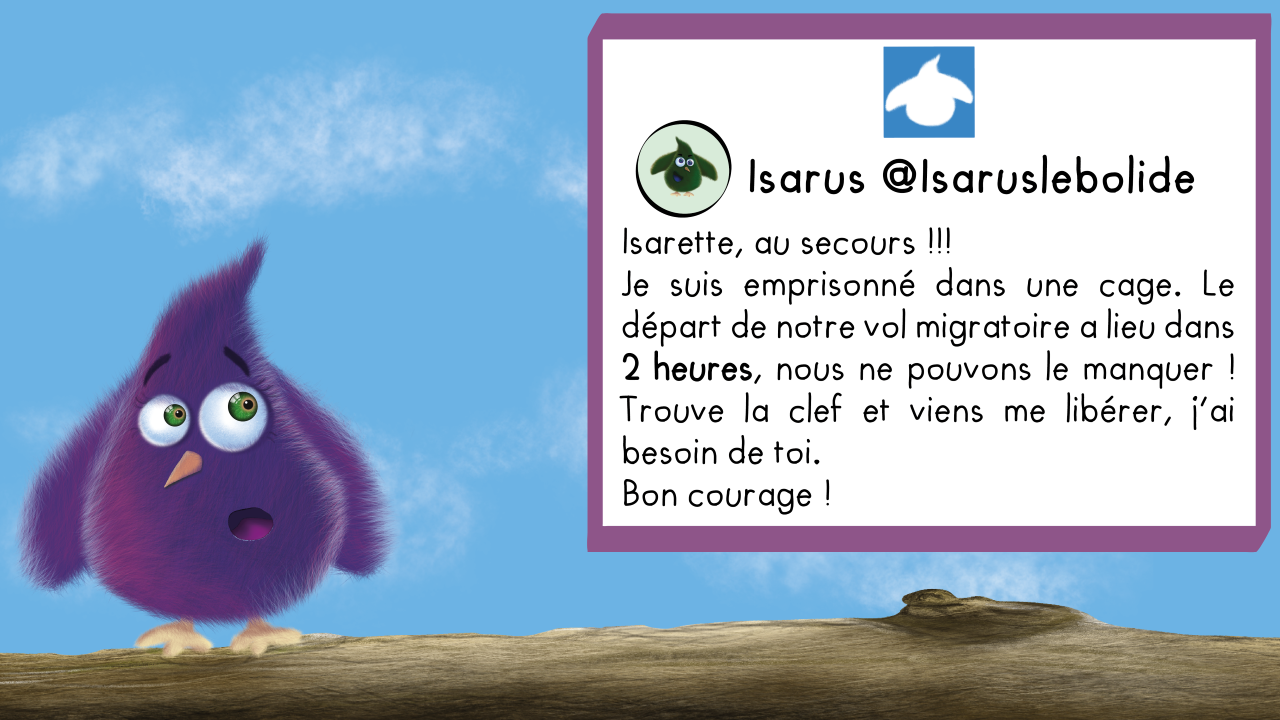 Isarus @Isaruslebolide
Isarette, au secours !!!
Je suis emprisonné dans une cage. Le
départ de notre vol migratoire a lieu dans
2 heures, nous ne pouvons le manquer !
Trouve la clef et viens me libérer, j'ai
besoin de toi.
Bon courage !